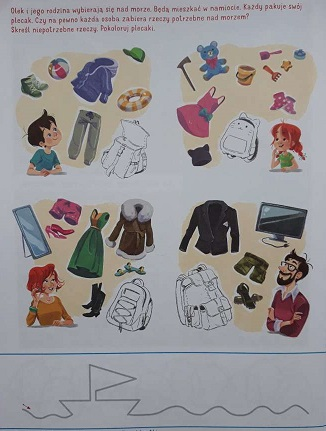 Olek i jego rodzina wybierają się nad morze. Będą mieszkać w namiocie. Każdy pakuje swój
plecak. Czy na pewno każda osoba zabiera rzeczy potrzebne nad morzem?
Skreśl niepotrzebne rzeczy. Pokoloruj plecaki.